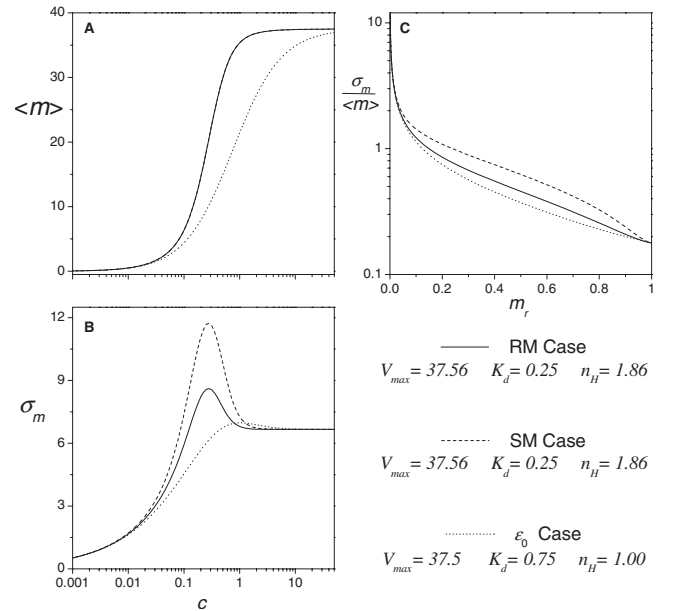 A
<m>
40
30
20
10
0
B
σm
12
9
6
3
0
0.001
0.01
0.1
1
10
c
C
σm
<m>
10
1
0.1
0.0
0.2
0.4
0.6
0.8
1
mr
RM Case
Vmax= 37.56 Kd= 0.25 nH= 1.86
SM Case
Vmax= 37.56 Kd= 0.25 nH= 1.86
ε0 Case
Vmax= 37.5 Kd= 0.75 nH= 1.00